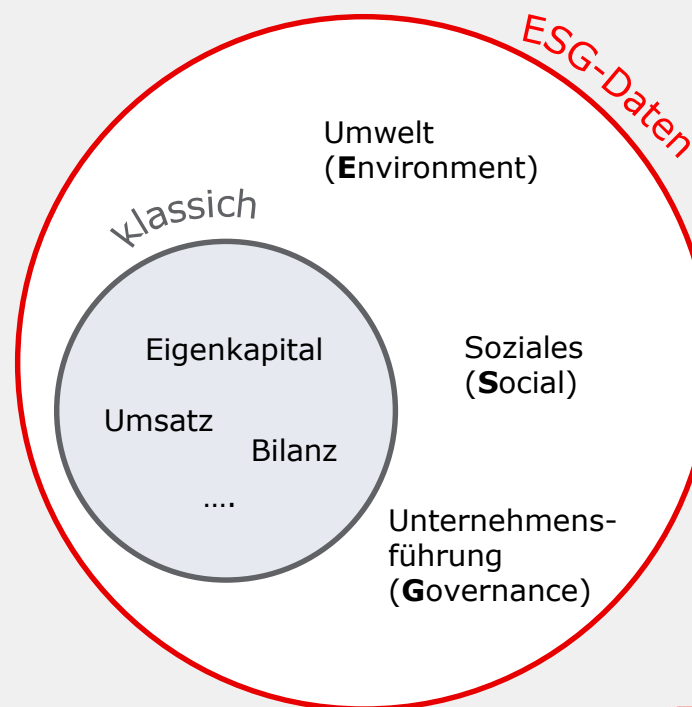 ESG-Daten
Umwelt
(Environment)
klassich
Eigenkapital
Umsatz
Bilanz
....
Soziales
(Social)
Unternehmens-
führung
(Governance)